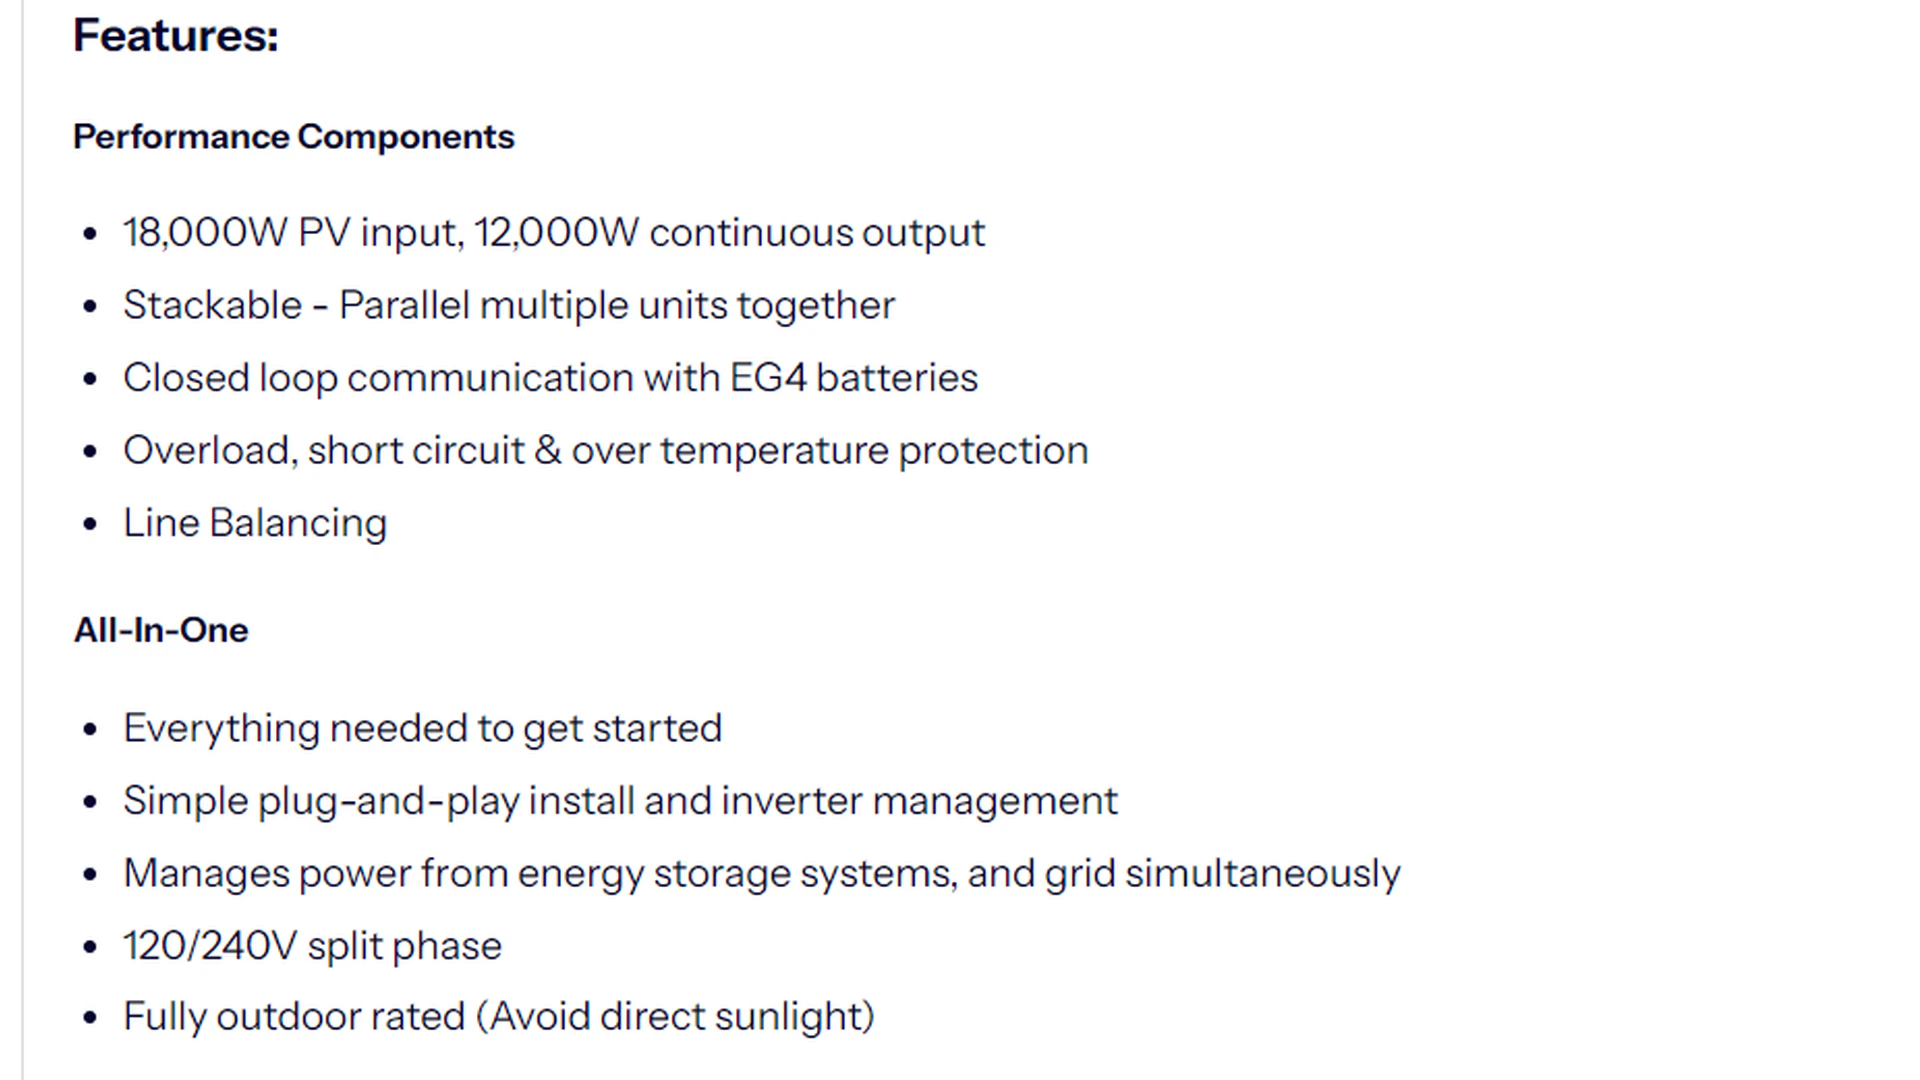 Features:
Performance Components
18,000W PV input, 12,000W continuous output
Stackable - Parallel multiple units together
Closed loop communication with EG4 batteries
Overload, short circuit & over temperature protection
Line Balancing
All-In-One
Everything needed to get started
Simple plug-and-play install and inverter management
Manages power from energy storage systems, and grid simultaneously
120/240V split phase
Fully outdoor rated (Avoid direct sunlight)